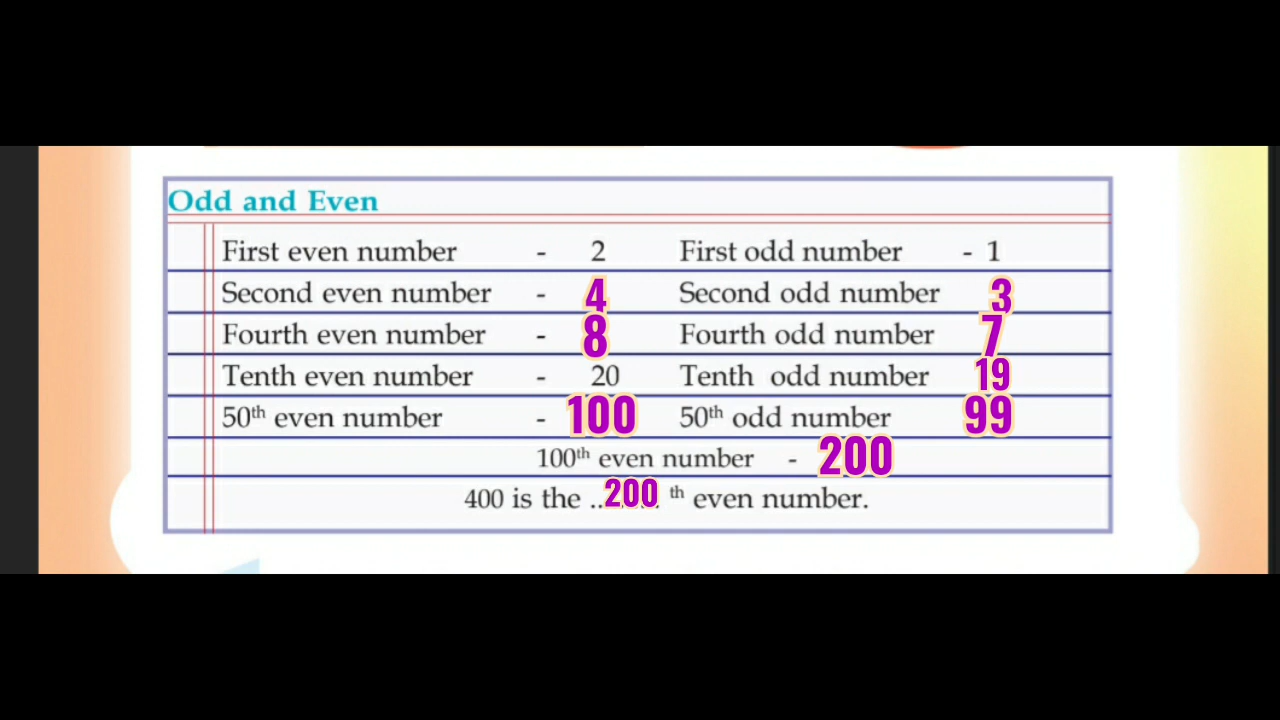 Odd and Even
First even number - 2 First odd number - 1
Second even number - 4 Second odd number 3
Fourth even number - 8 Fourth odd number 7
Tenth even number - 20 Tenth odd number 19
50th even number - 100 50th odd number 99
100th even number - 200
400 is the ..200. th even number.